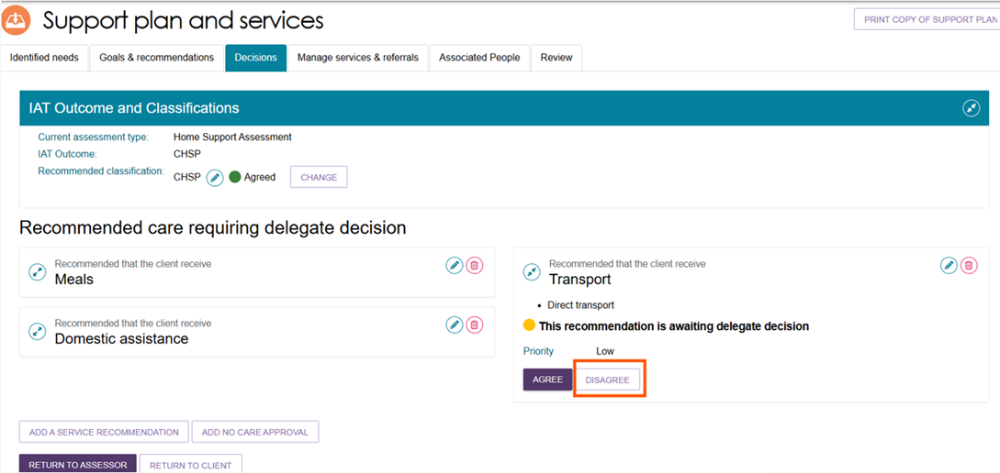 Support plan and services
PRINT COPY OF SUPPORT PLAN
Identified needs
Goals & recommendations
Decisions
Manage services & referrals
Associated People
Review
IAT Outcome and Classifications
Current assessment type: Home Support Assessment
IAT Outcome: CHSP
Recommended classification: CHSP Agreed CHANGE
Recommended care requiring delegate decision
Recommended that the client receive
Meals
Recommended that the client receive
Domestic assistance
Recommended that the client receive
Transport
• Direct transport
This recommendation is awaiting delegate decision
Priority Low
AGREE DISAGREE
ADD A SERVICE RECOMMENDATION ADD NO CARE APPROVAL
RETURN TO ASSESSOR RETURN TO CLIENT